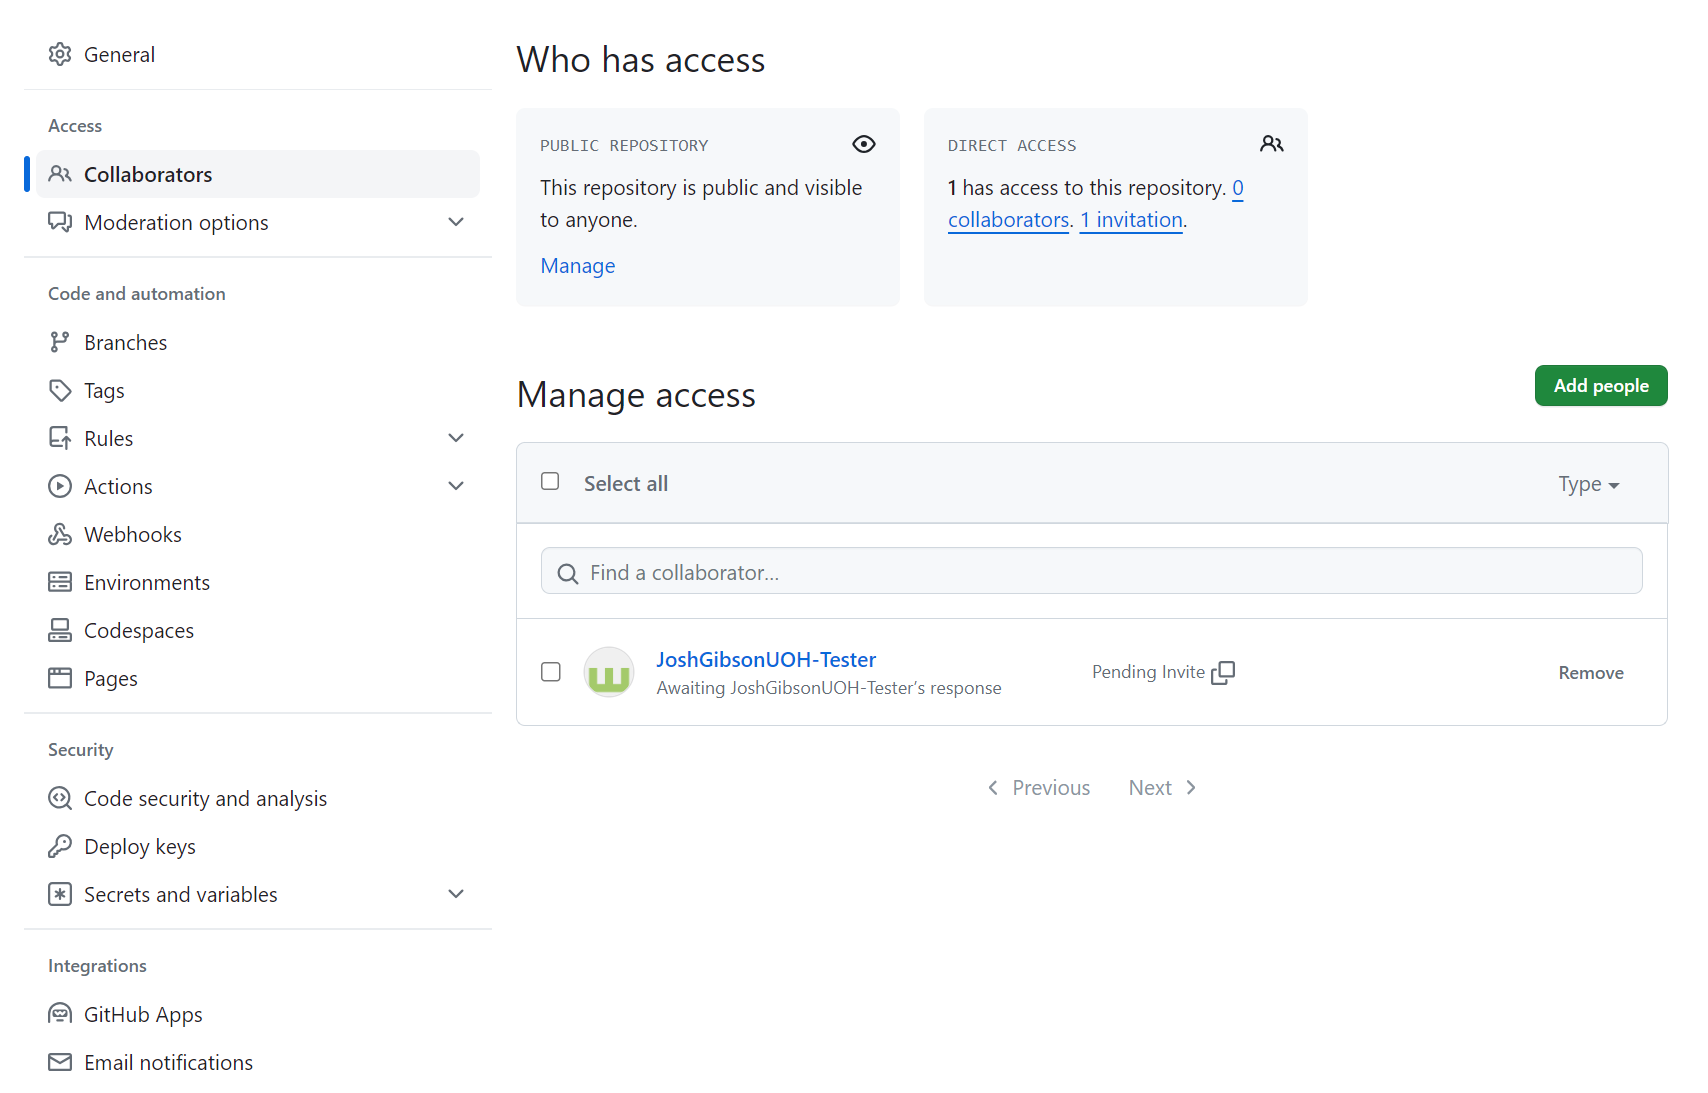 General
Access
Collaborators
Moderation options
Code and automation
Branches
Tags
Rules
Actions
Webhooks
Environments
Codespaces
Pages
Security
Code security and analysis
Deploy keys
Secrets and variables
Integrations
GitHub Apps
Email notifications
Who has access
PUBLIC REPOSITORY
This repository is public and visible
to anyone.
Manage
DIRECT ACCESS
1 has access to this repository. 0
collaborators. 1 invitation.
Manage access
Add people
Select all
Type
Find a collaborator...
JoshGibsonUOH-Tester
Awaiting JoshGibsonUOH-Tester's response
Pending Invite
Remove
Previous
Next